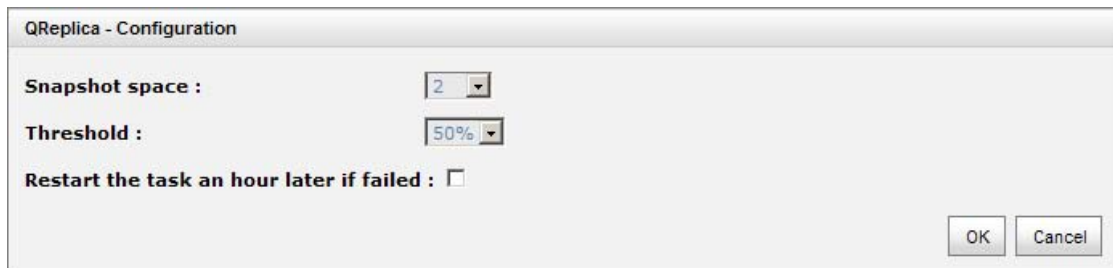 QReplica - Configuration
Snapshot space : 2
Threshold : 50%
Restart the task an hour later if failed :
OK Cancel